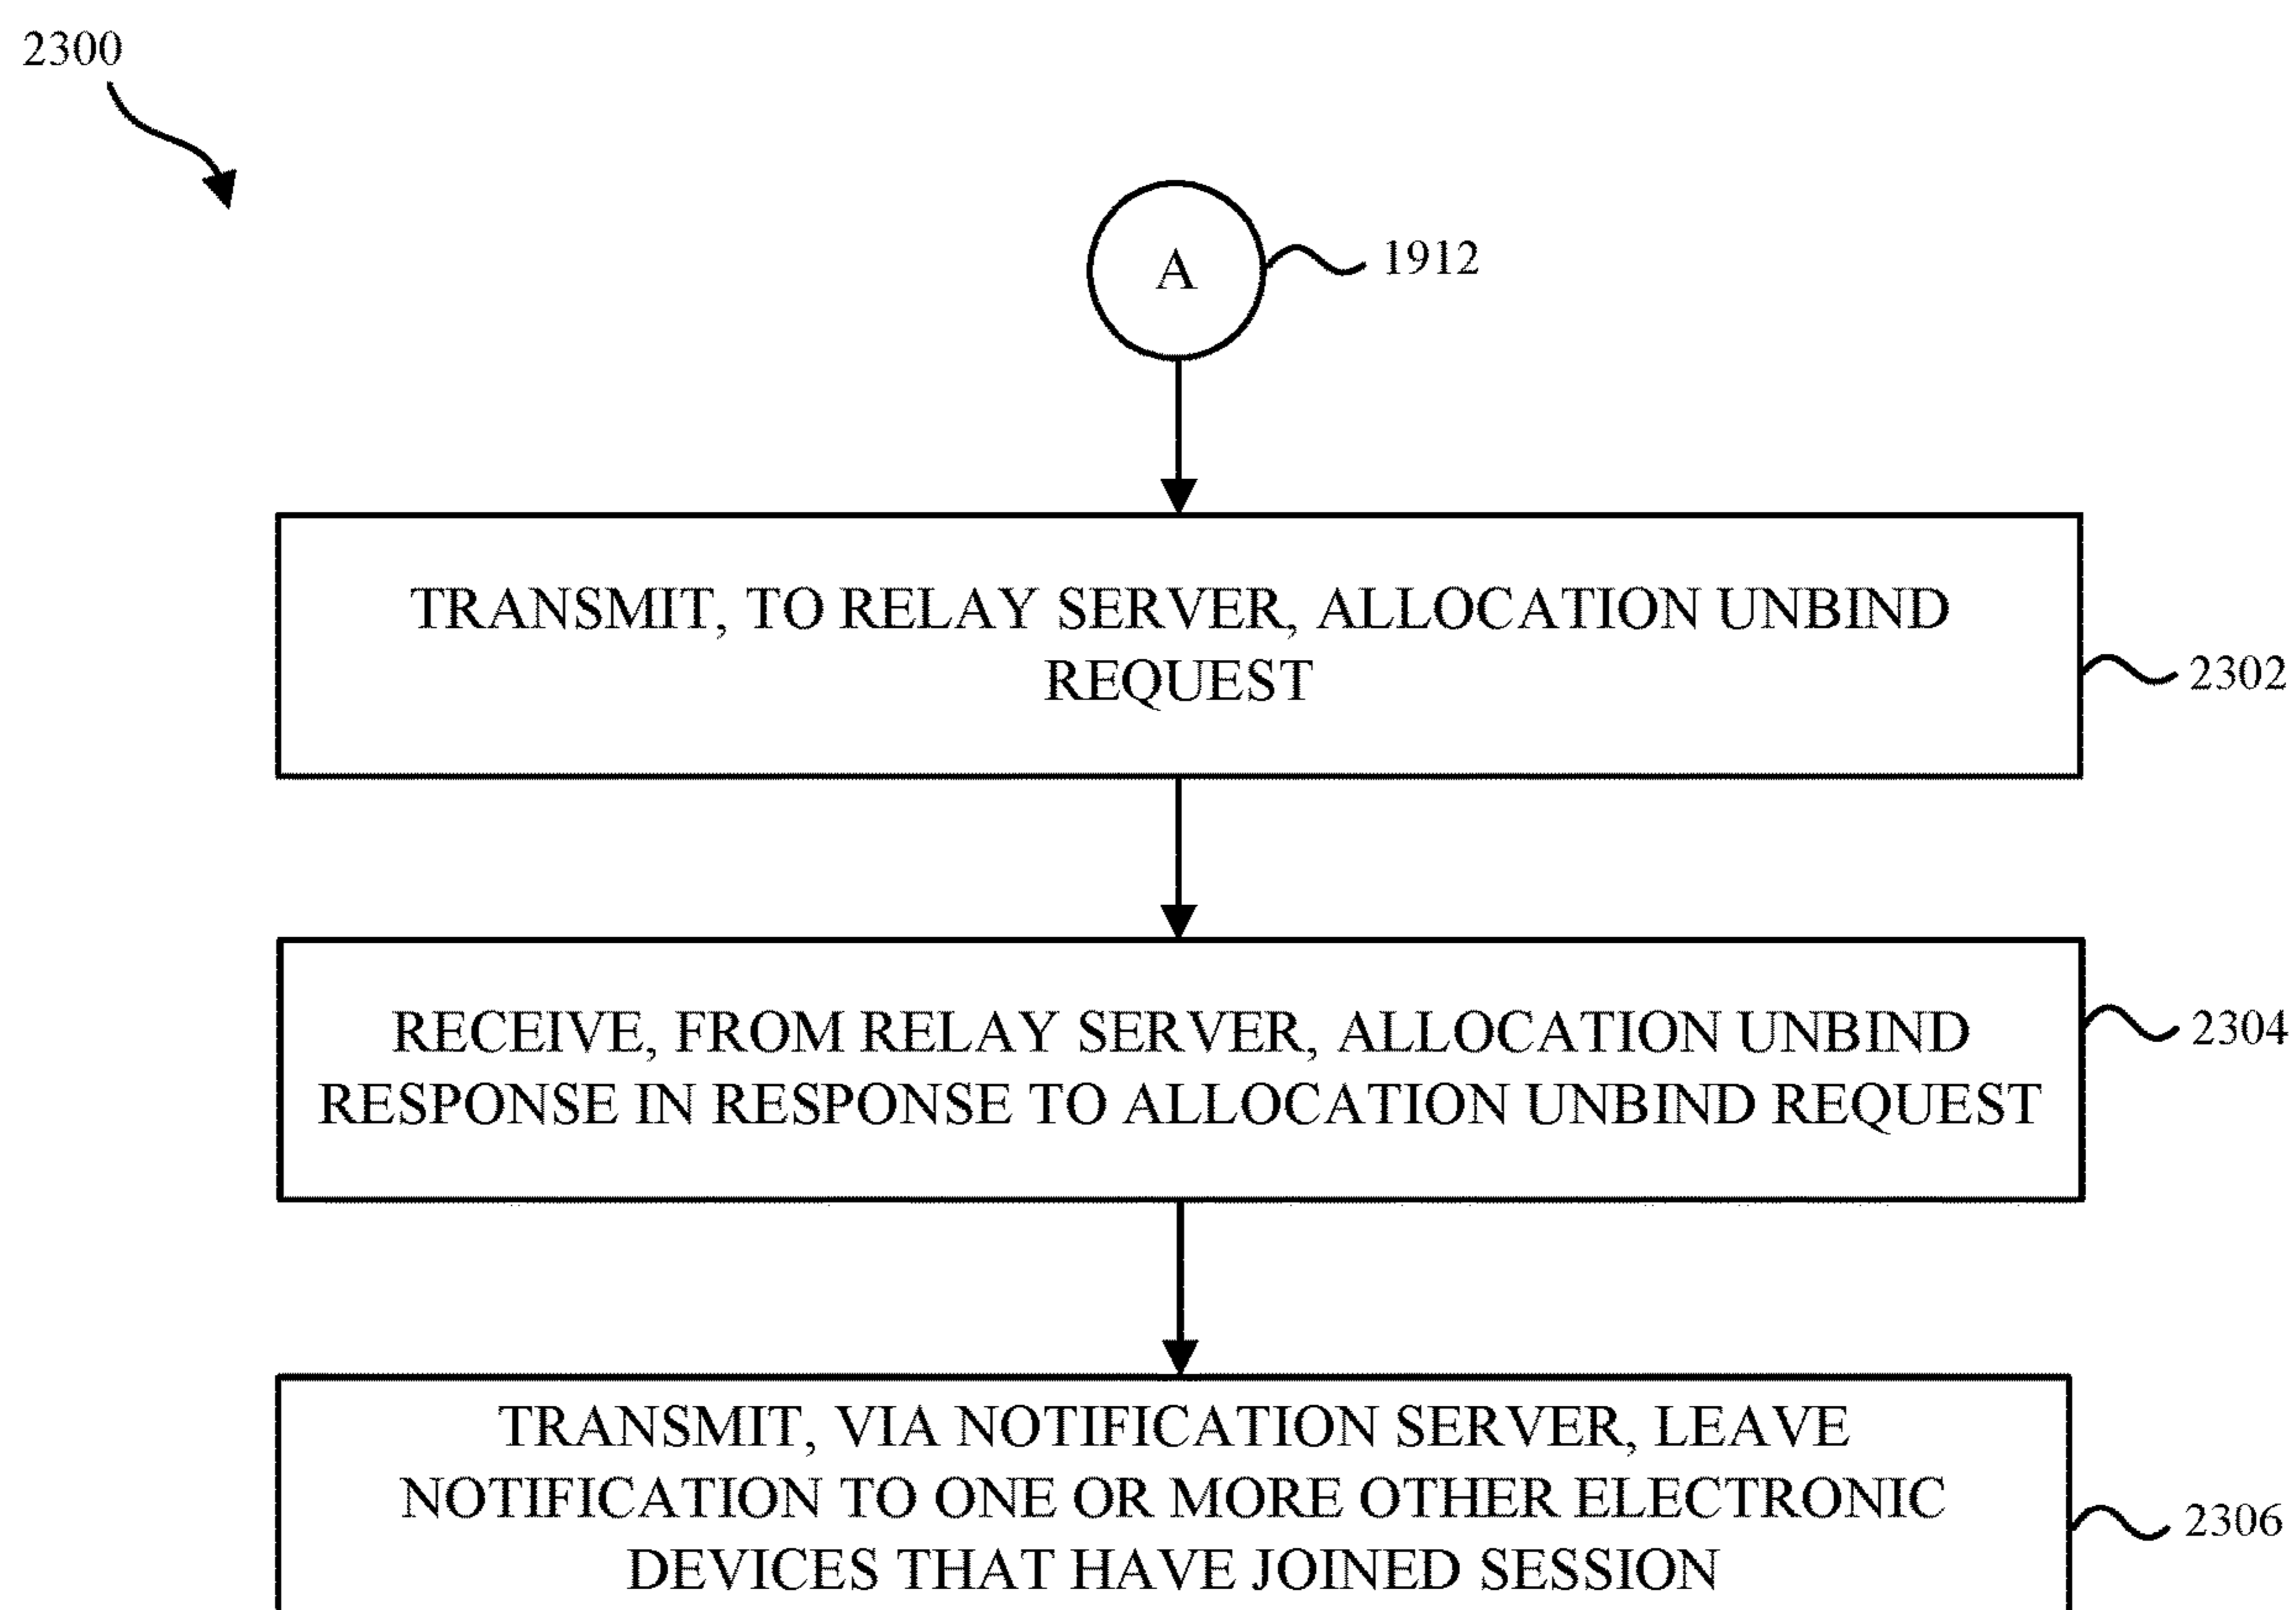 2300
A
1912
TRANSMIT, TO RELAY SERVER, ALLOCATION UNBIND
REQUEST
2302
RECEIVE, FROM RELAY SERVER, ALLOCATION UNBIND
RESPONSE IN RESPONSE TO ALLOCATION UNBIND REQUEST
2304
TRANSMIT, VIA NOTIFICATION SERVER, LEAVE
NOTIFICATION TO ONE OR MORE OTHER ELECTRONIC
DEVICES THAT HAVE JOINED SESSION
2306